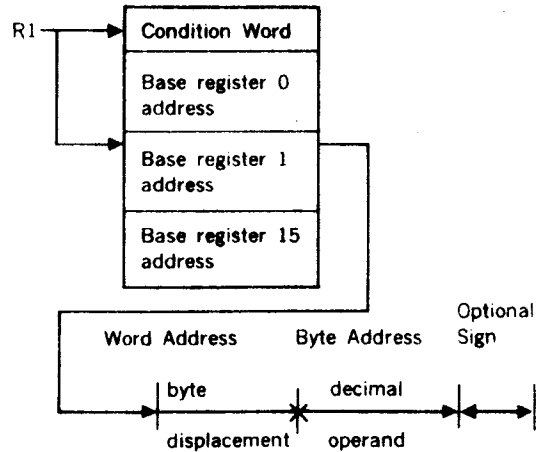 R1
Condition Word
Base register 0
address
Base register 1
address
Base register 15
address
Optional
Word Address Byte Address Sign
byte decimal
displacement operand